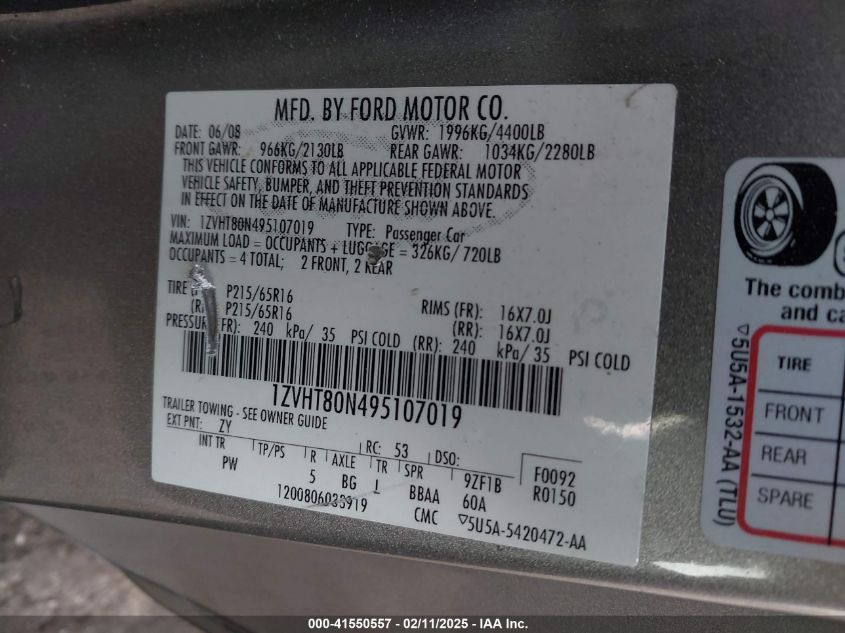 MFD. BY FORD MOTOR CO.
DATE: 06/08 GVWR: 1996KG/4400LB
FRONT GAWR: 966KG/2130LB REAR GAWR: 1034KG/2280LB
THIS VEHICLE CONFORMS TO ALL APPLICABLE FEDERAL MOTOR
VEHICLE SAFETY, BUMPER, AND THEFT PREVENTION STANDARDS
IN EFFECT ON THE DATE OF MANUFACTURE SHOWN ABOVE.
VIN: 1ZVHT80N495107019 TYPE: Passenger Car
MAXIMUM LOAD = OCCUPANTS + LUGGAGE = 326KG/ 720LB
OCCUPANTS = 4 TOTAL; 2 FRONT, 2 REAR
TIRE P215/65R16 RIMS (FR): 16X7.0J
P215/65R16 (RR): 16X7.0J
PRESSURE (FR): 240 kPa/ 35 PSI COLD (RR): 240 kPa/ 35 PSI COLD
1ZVHT80N495107019
TRAILER TOWING - SEE OWNER GUIDE
EXT PNT: ZY RC: 53 DSO: F0092
INT TR TP/PS R AXLE TR SPR 9ZF1B R0150
PW 5 BG I BBAA 60A
1200806033919 CMC ▽5U5A-5420472-AA
The comb
and ca
▽5U5A-1532-AA (TLU)
TIRE
FRONT
REAR
SPARE
000-41550557 - 02/11/2025 - IAA Inc.